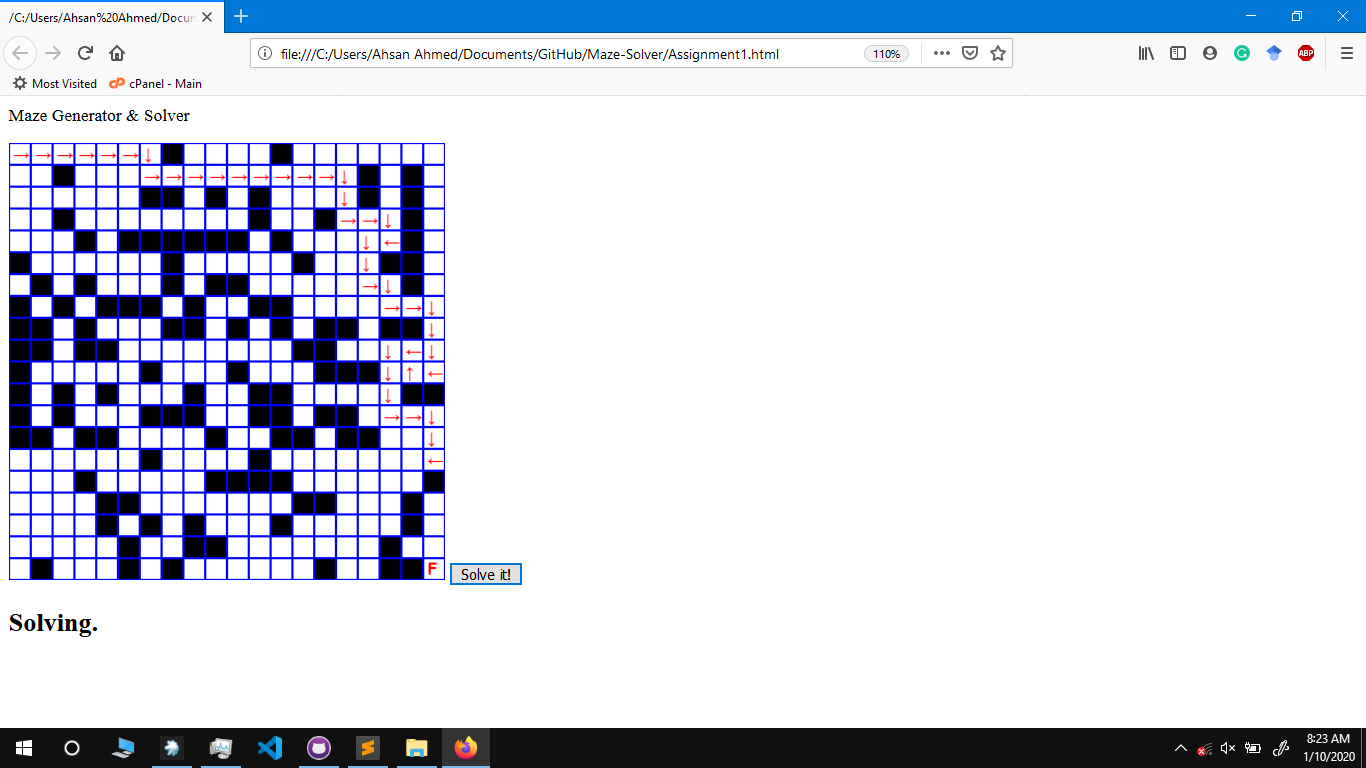 /C:/Users/Ahsan%20Ahmed/Docun
file:///C:/Users/Ahsan Ahmed/Documents/GitHub/Maze-Solver/Assignment1.html
110%
ABP
Most Visited
cPanel - Main
Maze Generator & Solver
→→→→→→↓
→→→→→→→→→↓
↓
→→↓
↓←
↓
→↓
→→↓
↓
↓←↓
↓↑←
↓
→→↓
↓
←
F
Solve it!
Solving.
8:23 AM
1/10/2020